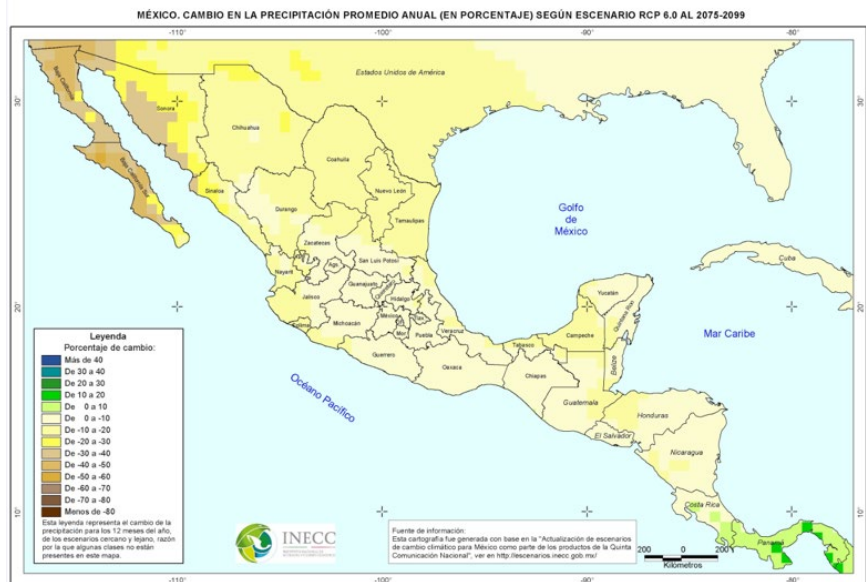 MÉXICO. CAMBIO EN LA PRECIPITACIÓN PROMEDIO ANUAL (EN PORCENTAJE) SEGÚN ESCENARIO RCP 6.0 AL 2075-2099
-110° -100° -90° -80°
Estados Unidos de América
Baja California
30° 30°
Sonora
Chihuahua
Coahuila
Baja California Sur
Sinaloa
Nuevo León
Durango
Tamaulipas
Golfo
de
México
Zacatecas
San Luis Potosí
Ags.
Nayarit
Guanajuato
Querétaro
Hidalgo
Yucatán
Cuba
20° 20°
Jalisco
Quintana Roo
Colima
Michoacán
México
Tlax
Mor
Puebla
Veracruz
Campeche
Mar Caribe
Tabasco
Guerrero
Oaxaca
Chiapas
Belize
Guatemala
Honduras
El Salvador
Nicaragua
Costa Rica
Panamá
10° 10°
Océano Pacífico
Leyenda
Porcentaje de cambio:
Más de 40
De 30 a 40
De 20 a 30
De 10 a 20
De 0 a 10
De 0 a -10
De -10 a -20
De -20 a -30
De -30 a -40
De -40 a -50
De -50 a -60
De -60 a -70
De -70 a -80
Menos de -80
Esta leyenda representa el cambio de la
precipitación para los 12 meses del año,
de los escenarios cercano y lejano, razón
por la que algunas clases no están
presentes en este mapa.
INECC
Fuente de información:
Esta cartografía fue generada con base en la "Actualización de escenarios
de cambio climático para México como parte de los productos de la Quinta
Comunicación Nacional", ver en http://escenarios.inecc.gob.mx/
200 0 200
Kilómetros
-110° -100° -90° -80°